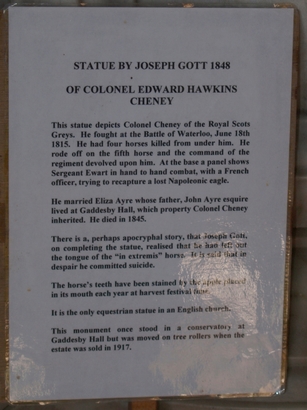 STATUE BY JOSEPH GOTT 1848
OF COLONEL EDWARD HAWKINS
CHENEY
This statue depicts Colonel Cheney of the Royal Scots
Greys. He fought at the Battle of Waterloo, June 18th
1815. He had four horses killed from under him. He
rode off on the fifth horse and the command of the
regiment devolved upon him. At the base a panel shows
Sergeant Ewart in hand to hand combat, with a French
officer, trying to recapture a lost Napoleonic eagle.
He married Eliza Ayre whose father, John Ayre esquire
lived at Gaddesby Hall, which property Colonel Cheney
inherited. He died in 1845.
There is a, perhaps apocryphal story, that Joseph Gott,
on completing the statue, realised that he had left out
the tongue of the "in extremis" horse. It is said that in
despair he committed suicide.
The horse's teeth have been stained by the apple placed
in its mouth each year at harvest festival time.
It is the only equestrian statue in an English church.
This monument once stood in a conservatory at
Gaddesby Hall but was moved on tree rollers when the
estate was sold in 1917.